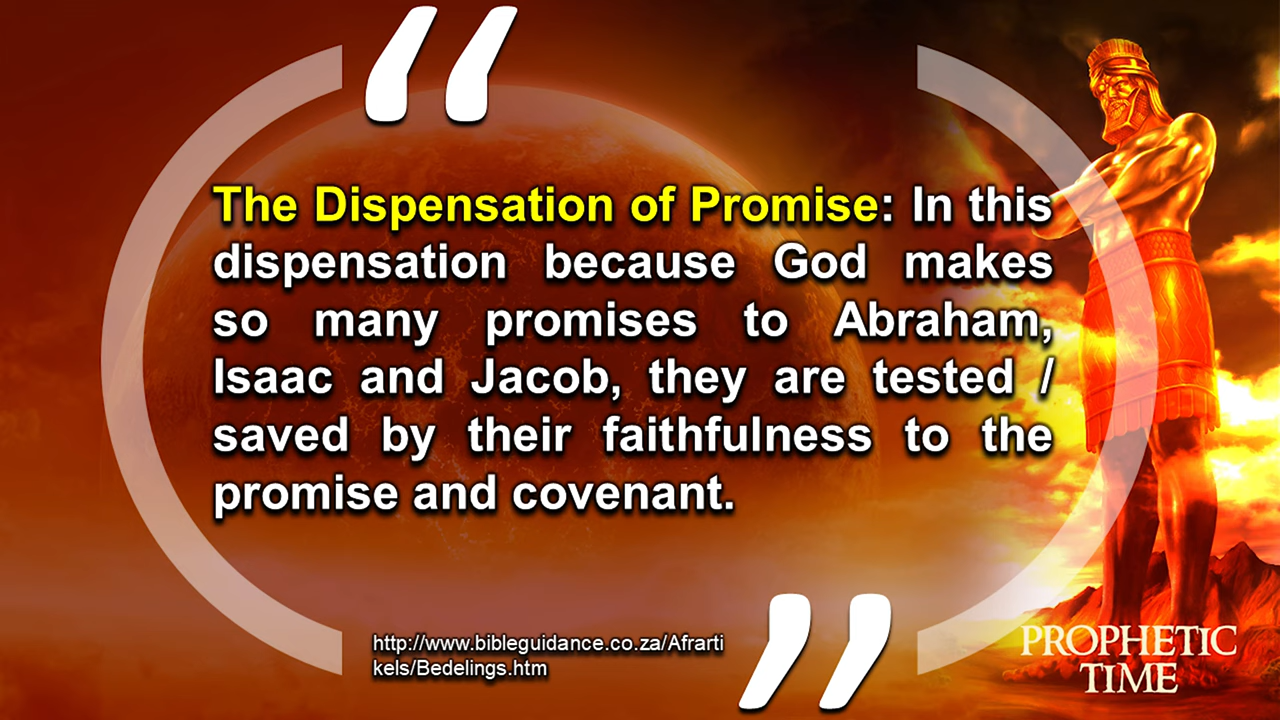 “
The Dispensation of Promise: In this
dispensation because God makes
so many promises to Abraham,
Isaac and Jacob, they are tested /
saved by their faithfulness to the
promise and covenant.
”
http://www.bibleguidance.co.za/Afrarti
kels/Bedelings.htm
PROPHETIC
TIME